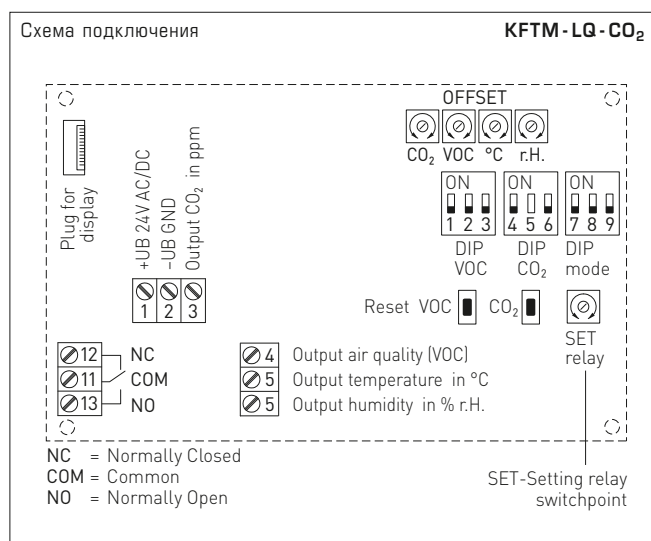 Схема подключения
KFTM-LQ-CO₂
OFFSET
CO₂ VOC °C r.H.
Plug for
display
+UB 24V AC/DC
-UB GND
Output CO₂ in ppm
1 2 3
ON ON ON
1 2 3 4 5 6 7 8 9
DIP
VOC
DIP
CO₂
DIP
mode
Reset VOC CO₂
SET
relay
12 NC
11 COM
13 NO
4 Output air quality (VOC)
5 Output temperature in °C
5 Output humidity in % r.H.
NC = Normally Closed
COM = Common
NO = Normally Open
SET-Setting relay
switchpoint